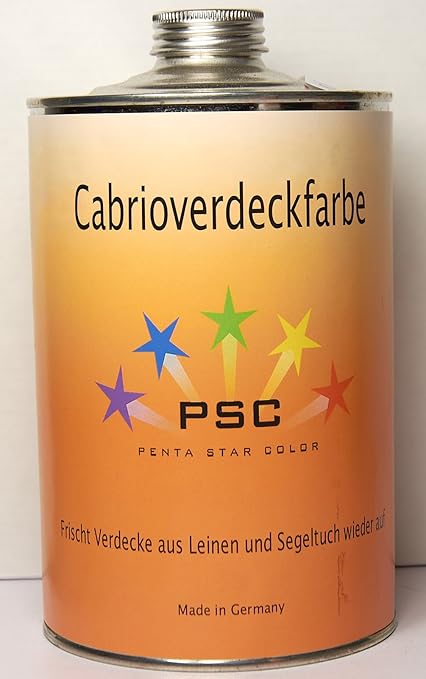 Cabrioverdeckfarbe
PSC
PENTA STAR COLOR
Frischt Verdecke aus Leinen und Segeltuch wieder auf
Made in Germany